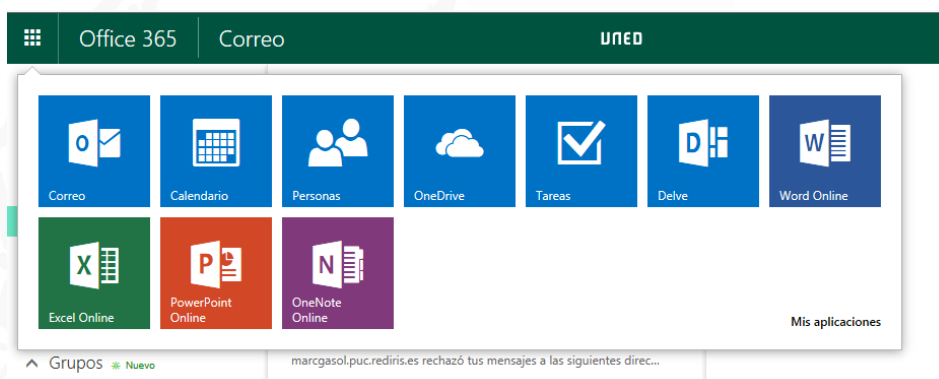 Office 365
Correo
UNED
Correo
Calendario
Personas
OneDrive
Tareas
Delve
Word Online
Excel Online
PowerPoint
Online
OneNote
Online
Mis aplicaciones
Grupos Nuevo
marcgasol.puc.rediris.es rechazó tus mensajes a las siguientes direc...